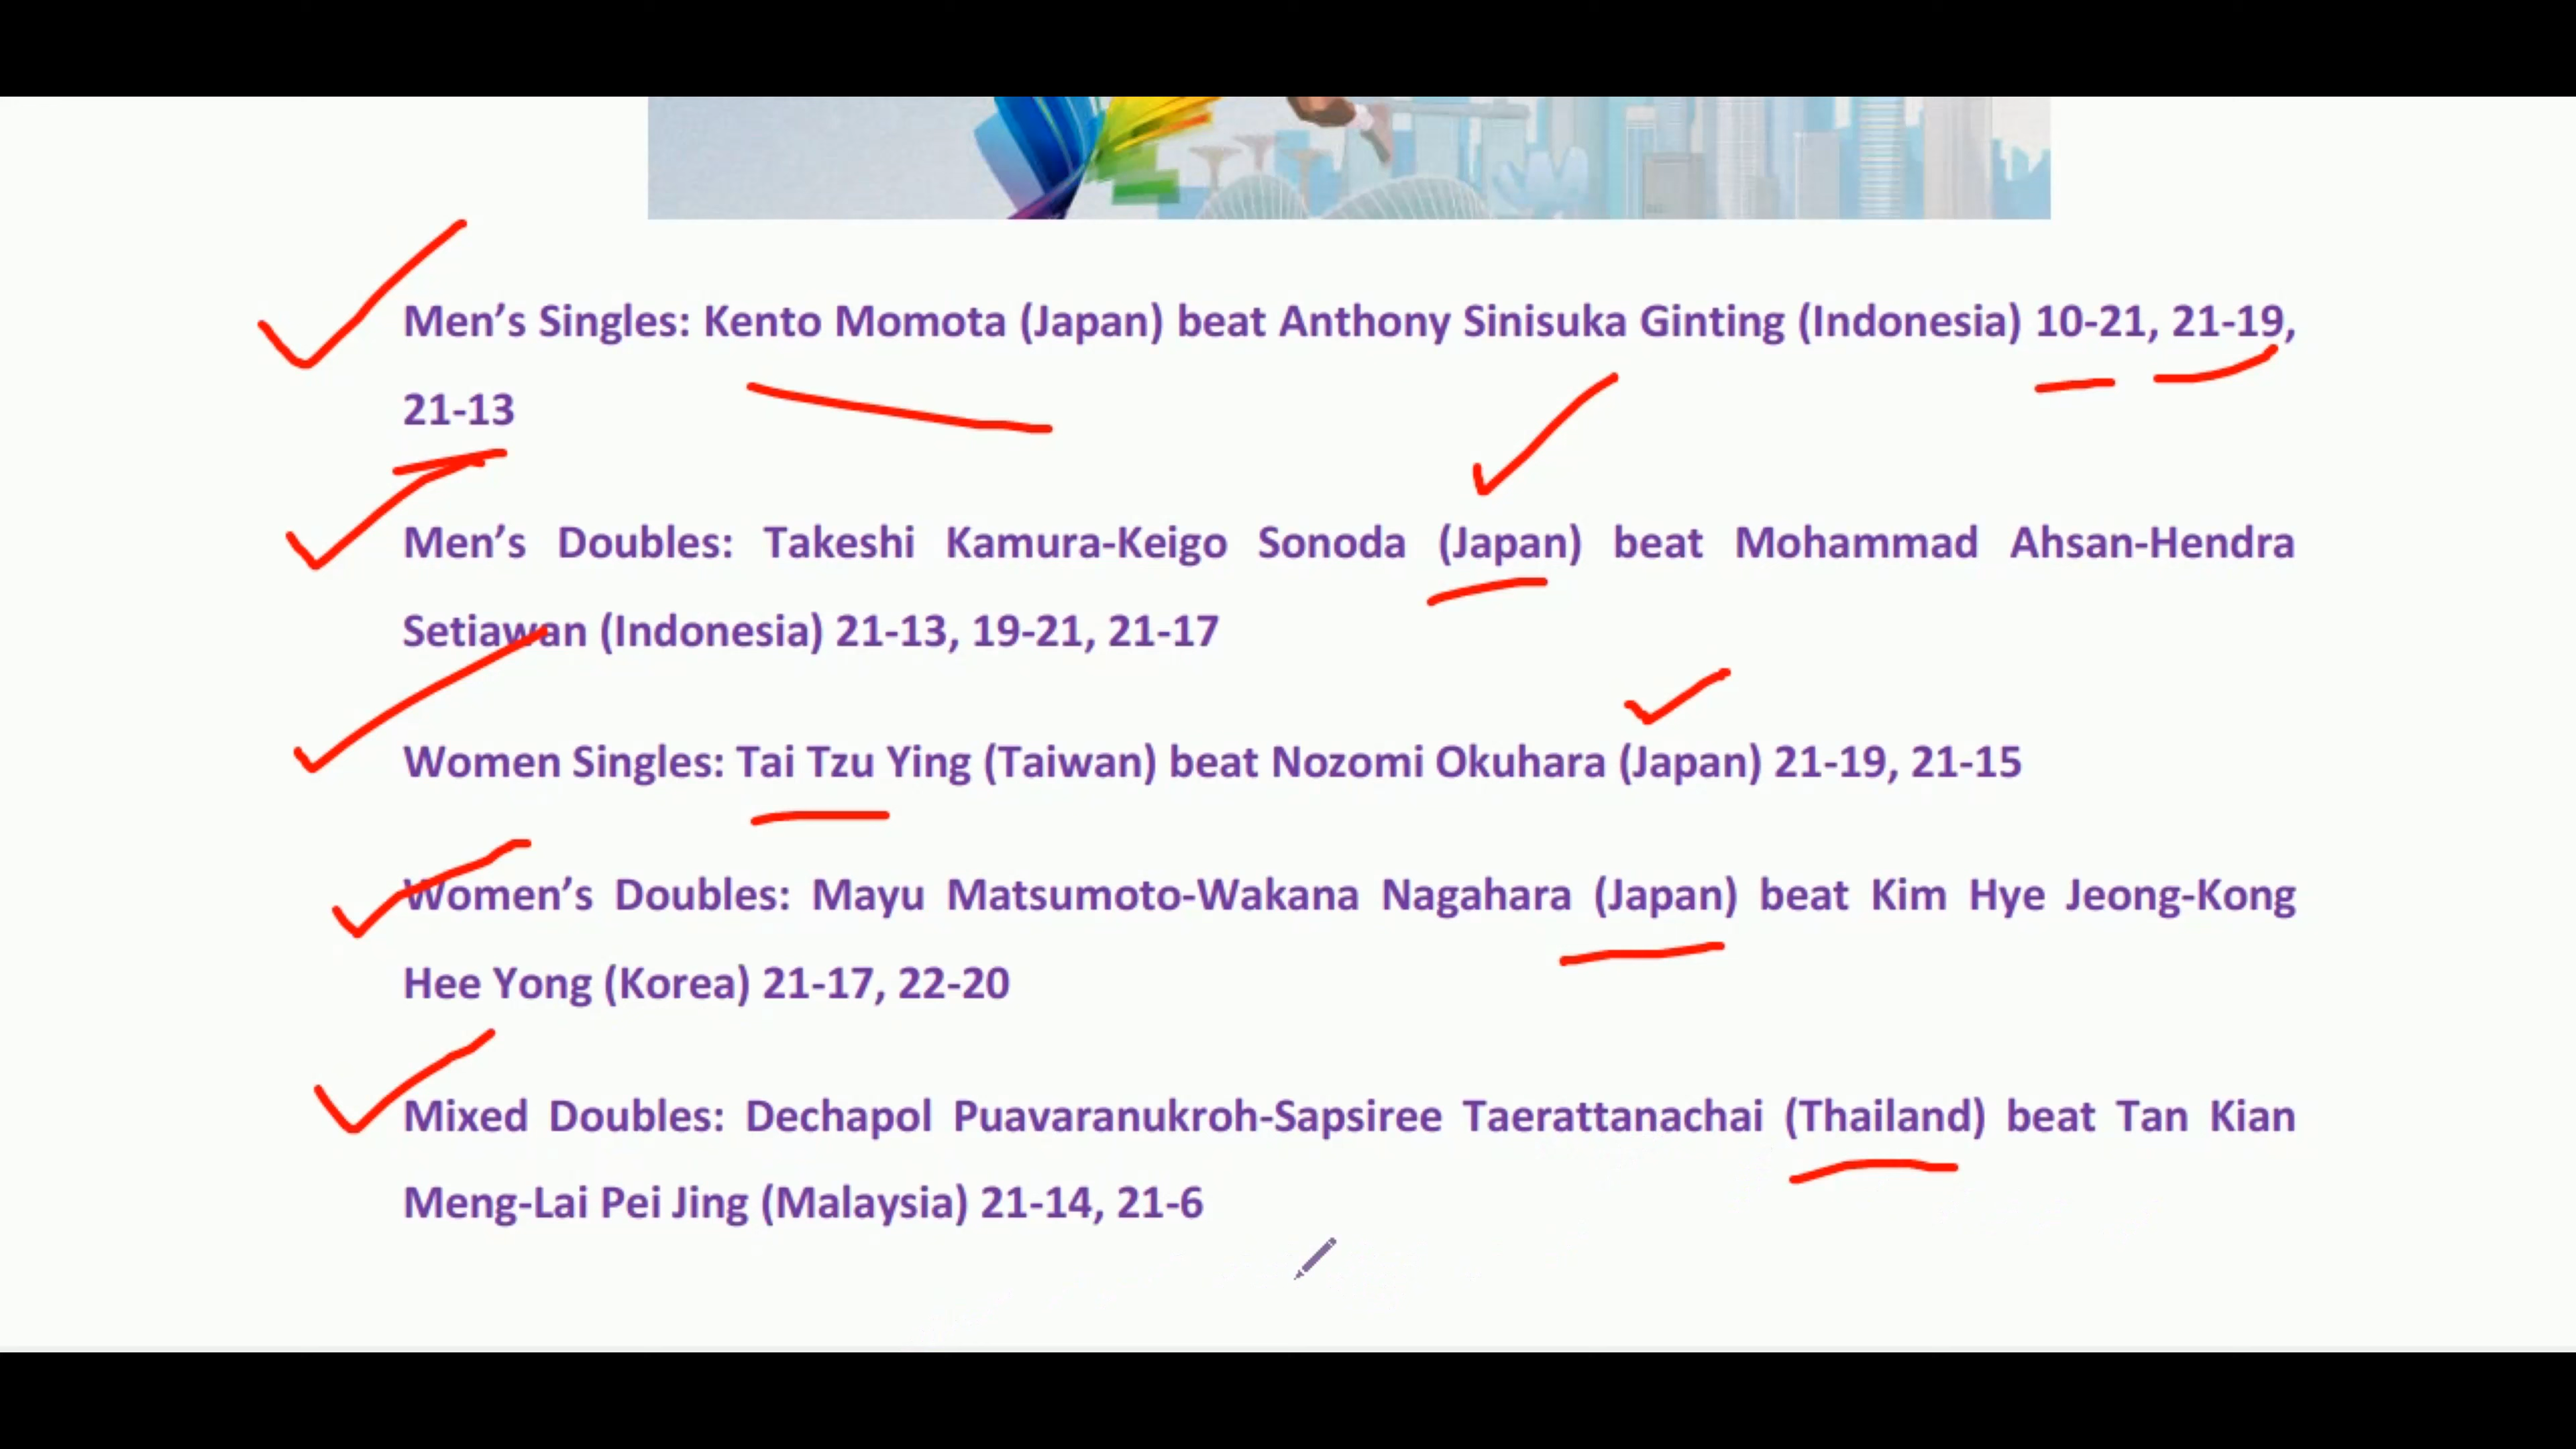 Men’s Singles: Kento Momota (Japan) beat Anthony Sinisuka Ginting (Indonesia) 10-21, 21-19,
21-13
Men’s Doubles: Takeshi Kamura-Keigo Sonoda (Japan) beat Mohammad Ahsan-Hendra
Setiawan (Indonesia) 21-13, 19-21, 21-17
Women Singles: Tai Tzu Ying (Taiwan) beat Nozomi Okuhara (Japan) 21-19, 21-15
Women’s Doubles: Mayu Matsumoto-Wakana Nagahara (Japan) beat Kim Hye Jeong-Kong
Hee Yong (Korea) 21-17, 22-20
Mixed Doubles: Dechapol Puavaranukroh-Sapsiree Taerattanachai (Thailand) beat Tan Kian
Meng-Lai Pei Jing (Malaysia) 21-14, 21-6